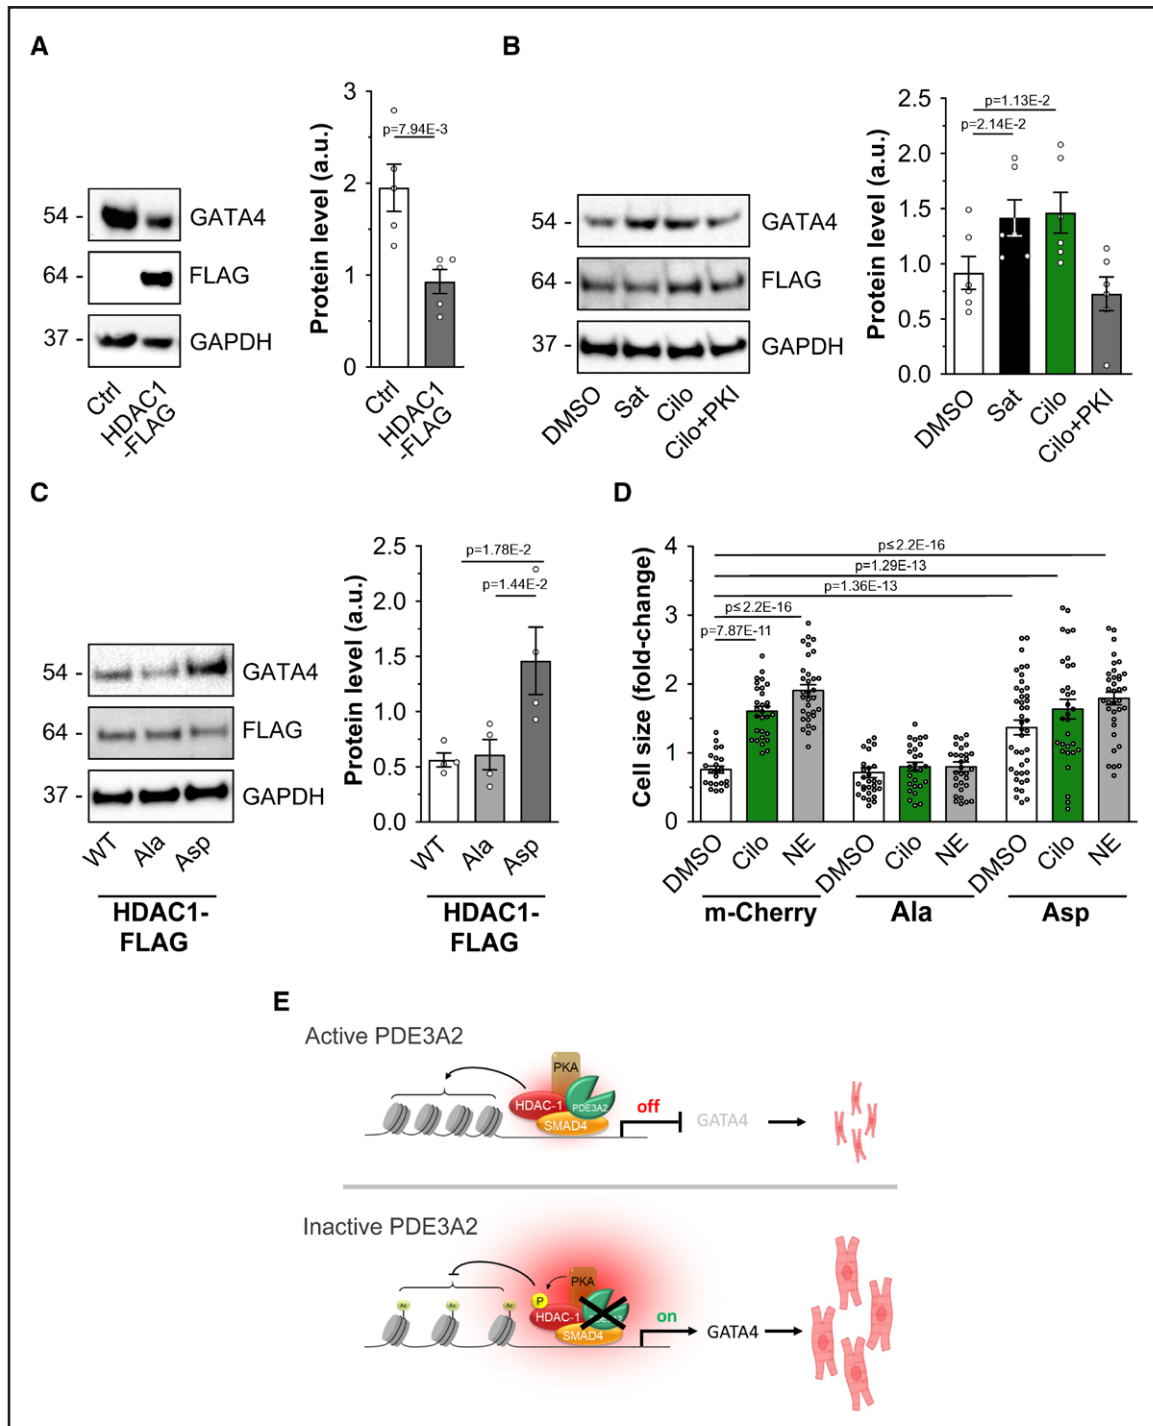 A
54 -
GATA4
64 -
FLAG
37 -
GAPDH
Ctrl
HDAC1
-FLAG
Protein level (a.u.)
3
2
1
0
p=7.94E-3
Ctrl
HDAC1
-FLAG
B
54 -
GATA4
64 -
FLAG
37 -
GAPDH
DMSO
Sat
Cilo
Cilo+PKI
Protein level (a.u.)
2.5
2.0
1.5
1.0
0.5
0.0
p=1.13E-2
p=2.14E-2
DMSO
Sat
Cilo
Cilo+PKI
C
54 -
GATA4
64 -
FLAG
37 -
GAPDH
WT
Ala
Asp
HDAC1-
FLAG
Protein level (a.u.)
2.5
2.0
1.5
1.0
0.5
0.0
p=1.78E-2
p=1.44E-2
WT
Ala
Asp
HDAC1-
FLAG
D
Cell size (fold-change)
4
3
2
1
0
p≤2.2E-16
p=1.29E-13
p=1.36E-13
p≤2.2E-16
p=7.87E-11
DMSO
Cilo
NE
DMSO
Cilo
NE
DMSO
Cilo
NE
m-Cherry
Ala
Asp
E
Active PDE3A2
PKA
HDAC-1
PDE3A2
SMAD4
off
GATA4
Inactive PDE3A2
Ac
Ac
Ac
P
PKA
HDAC-1
SMAD4
on
GATA4